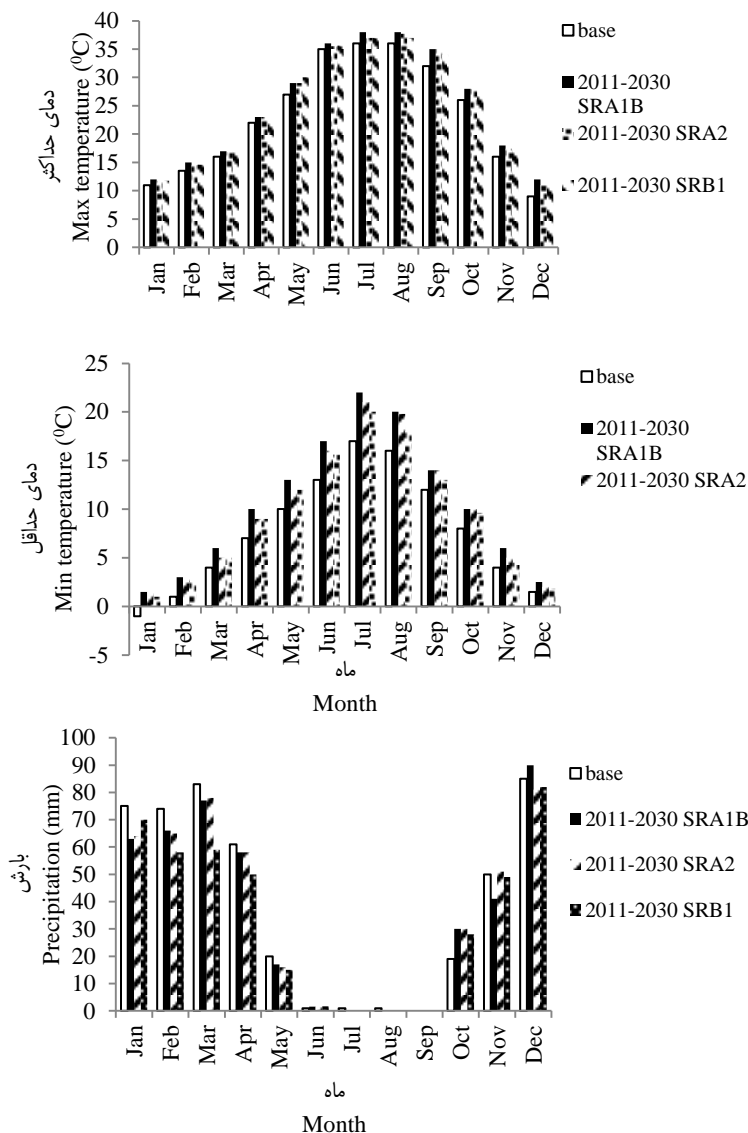 دمای حداکثر
Max temperature (⁰C)
40
35
30
25
20
15
10
5
0
Jan
Feb
Mar
Apr
May
Jun
Jul
Aug
Sep
Oct
Nov
Dec
base
2011-2030
SRA1B
2011-2030 SRA2
2011-2030 SRB1
دمای حداقل
Min temperature (⁰C)
25
20
15
10
5
0
-5
Jan
Feb
Mar
Apr
May
Jun
Jul
Aug
Sep
Oct
Nov
Dec
ماه
Month
base
2011-2030
SRA1B
2011-2030 SRA2
بارش
Precipitation (mm)
100
90
80
70
60
50
40
30
20
10
0
Jan
Feb
Mar
Apr
May
Jun
Jul
Aug
Sep
Oct
Nov
Dec
ماه
Month
base
2011-2030 SRA1B
2011-2030 SRA2
2011-2030 SRB1